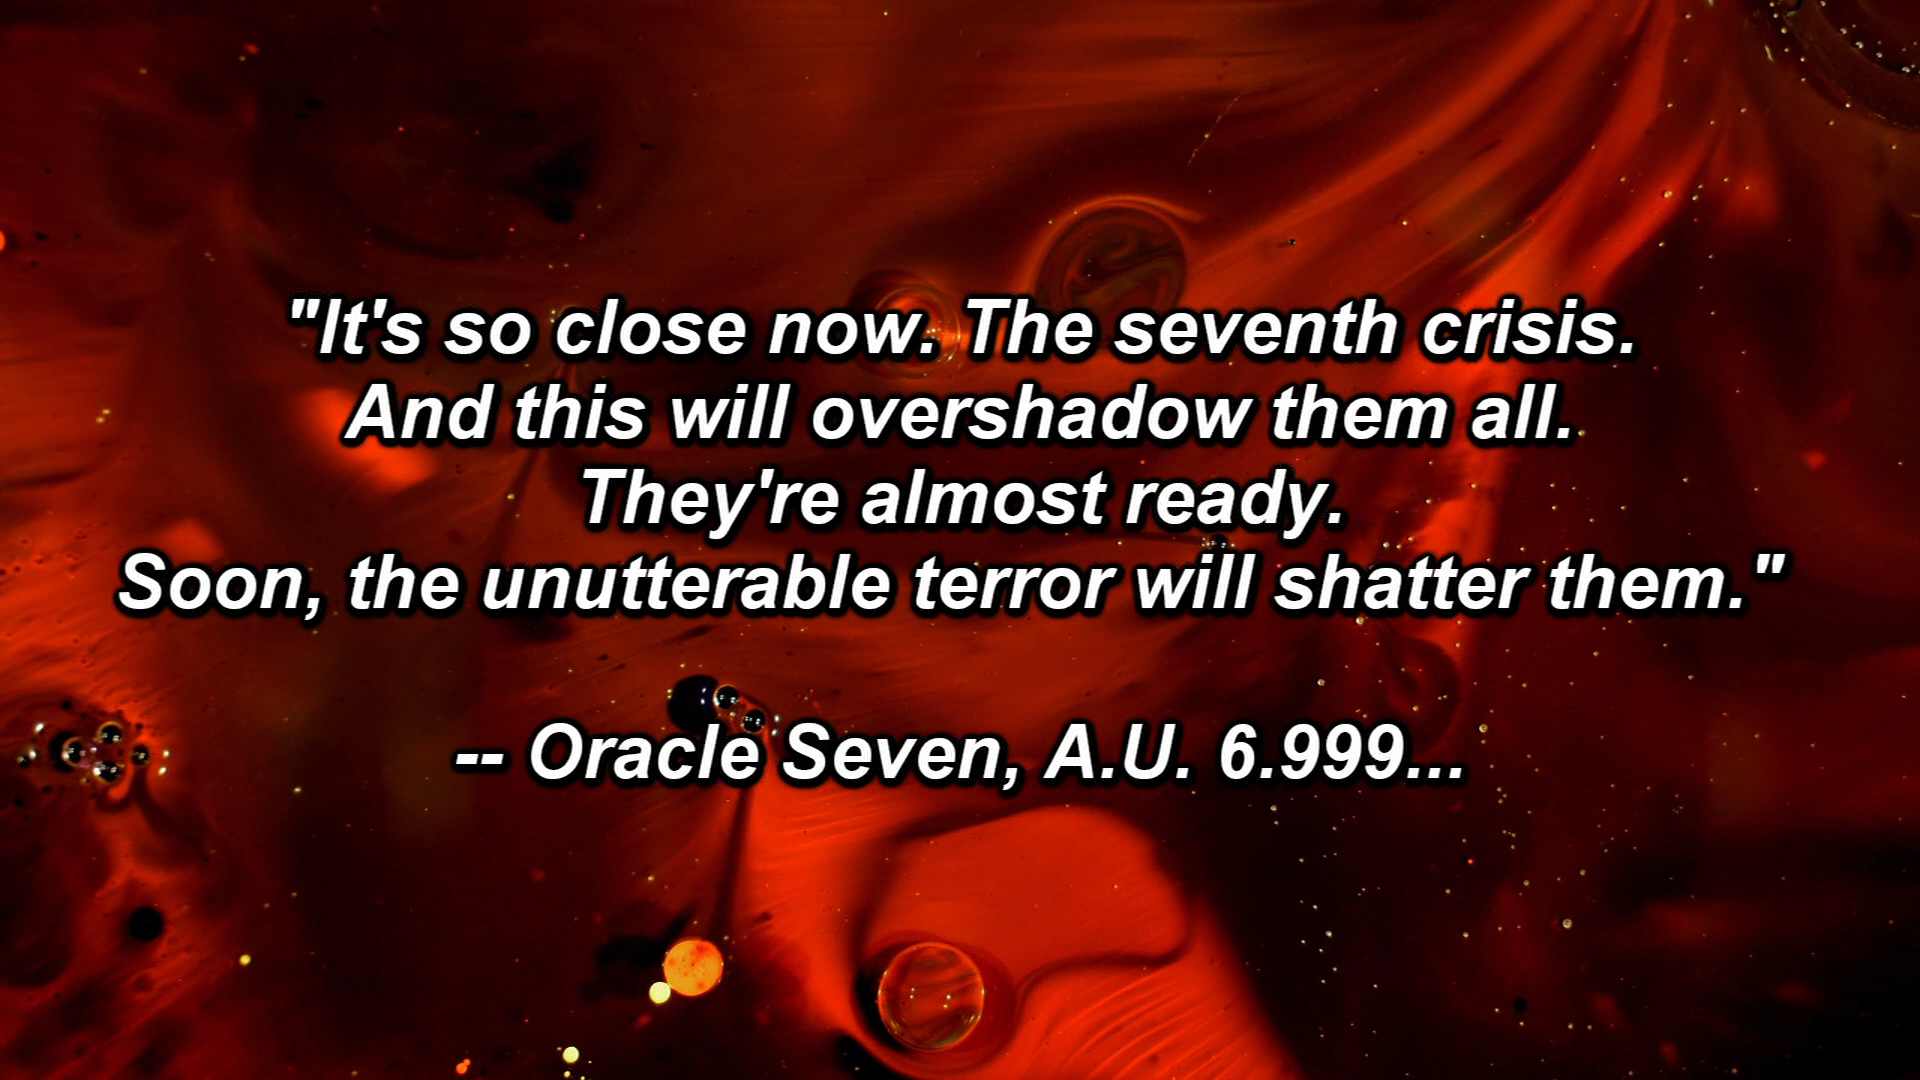 "It's so close now. The seventh crisis.
And this will overshadow them all.
They're almost ready.
Soon, the unutterable terror will shatter them."
-- Oracle Seven, A.U. 6.999...